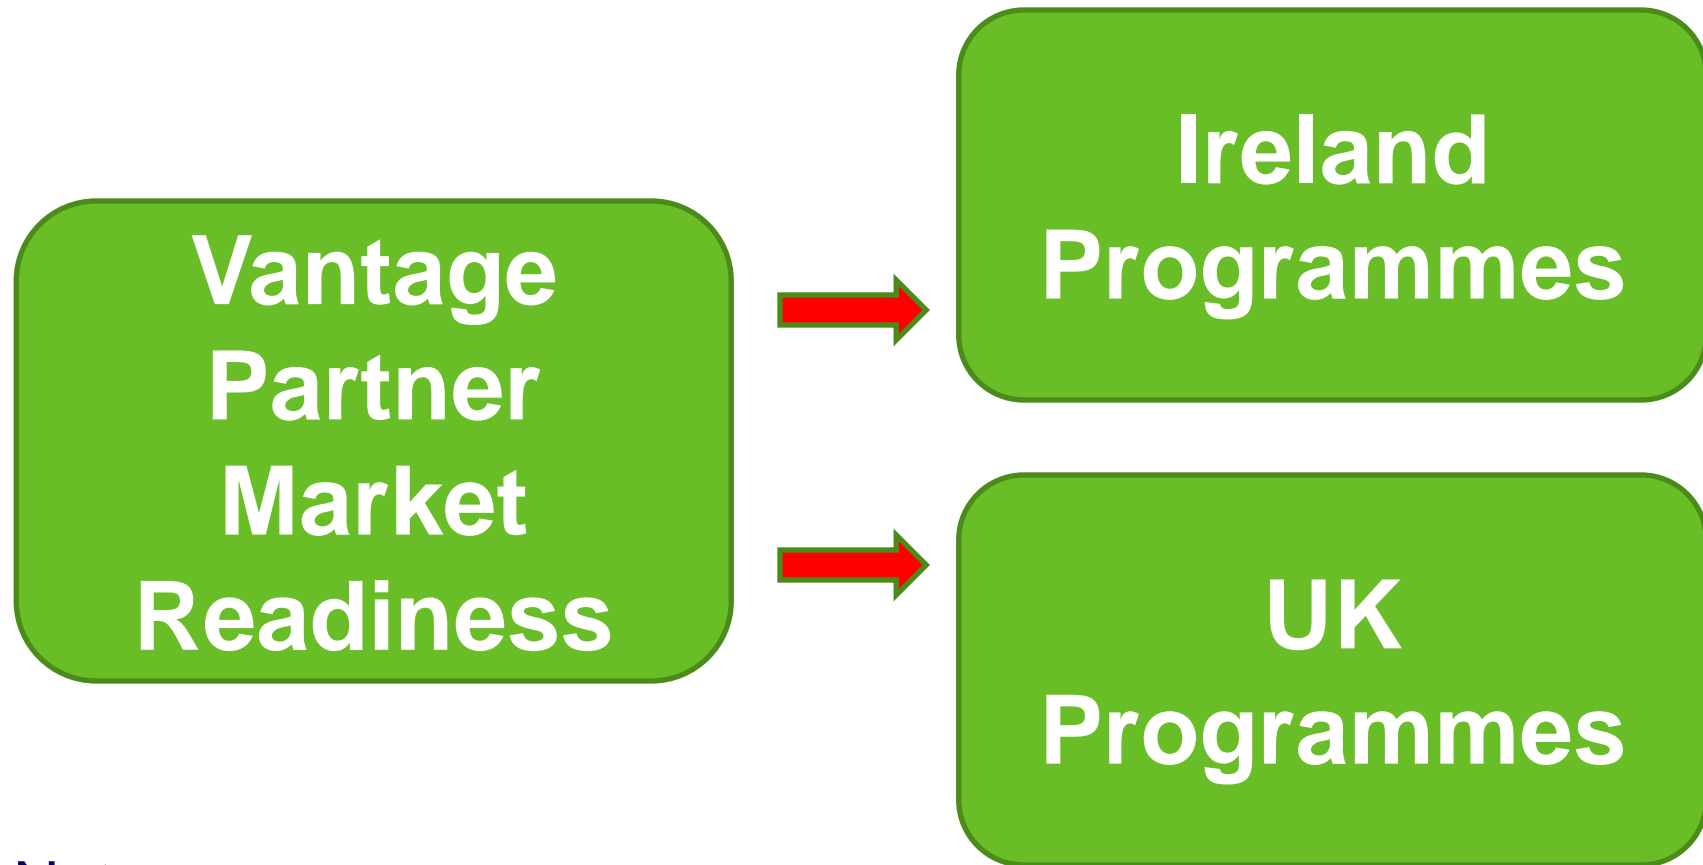 Vantage
Partner
Market
Readiness
Ireland
Programmes
UK
Programmes